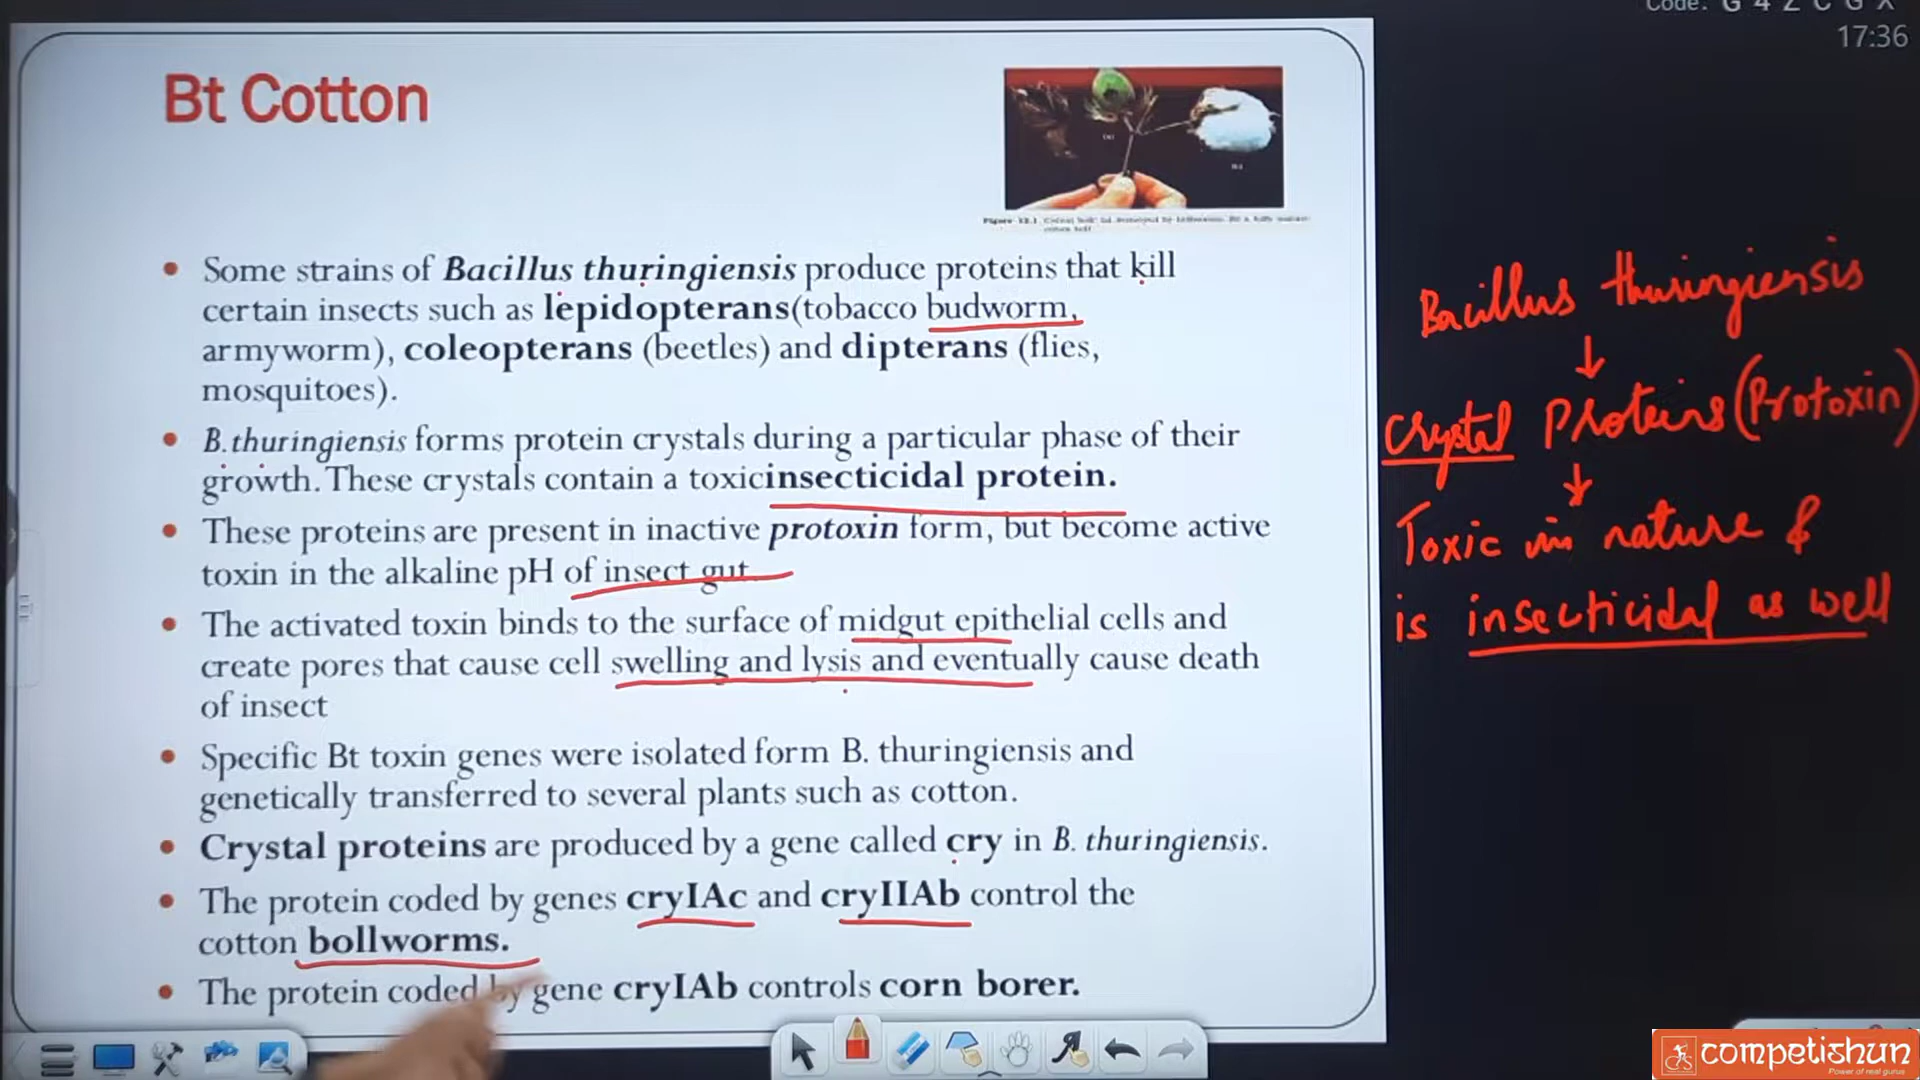 Code: G 4 Z C G X
17:36
Bt Cotton
Some strains of Bacillus thuringiensis produce proteins that kill
certain insects such as lepidopterans(tobacco budworm,
armyworm), coleopterans (beetles) and dipterans (flies,
mosquitoes).
B.thuringiensis forms protein crystals during a particular phase of their
growth. These crystals contain a toxicinsecticidal protein.
These proteins are present in inactive protoxin form, but become active
toxin in the alkaline pH of insect gut
The activated toxin binds to the surface of midgut epithelial cells and
create pores that cause cell swelling and lysis and eventually cause death
of insect
Specific Bt toxin genes were isolated form B. thuringiensis and
genetically transferred to several plants such as cotton.
Crystal proteins are produced by a gene called cry in B. thuringiensis.
The protein coded by genes cryIAc and cryIIAb control the
cotton bollworms.
The protein coded by gene cryIAb controls corn borer.
Bacillus thuringiensis
Crystal Proteins (Protoxin)
Toxic in nature &
is insecticidal as well
competishun
Power of real gurus